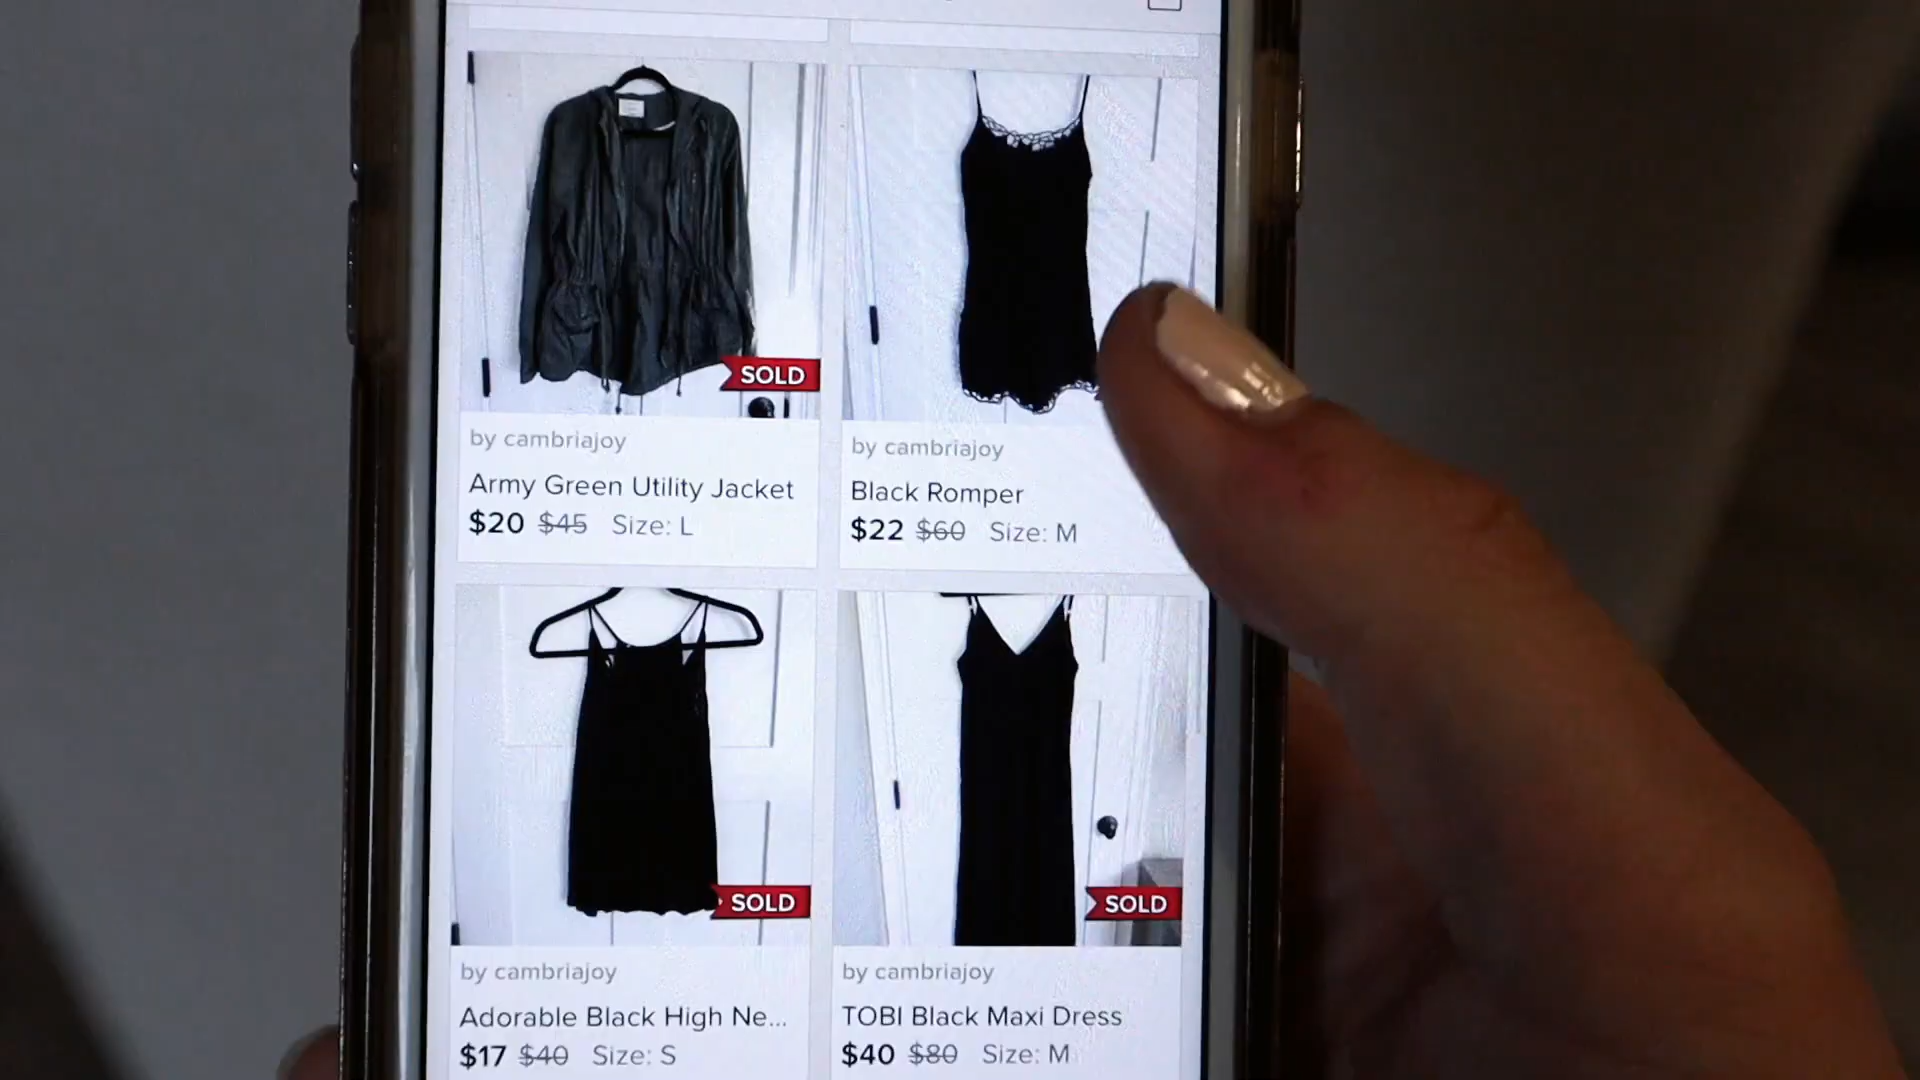 SOLD
by cambriajoy
Army Green Utility Jacket
$20 $45 Size: L
by cambriajoy
Black Romper
$22 $60 Size: M
SOLD
by cambriajoy
Adorable Black High Ne...
$17 $40 Size: S
SOLD
by cambriajoy
TOBI Black Maxi Dress
$40 $80 Size: M